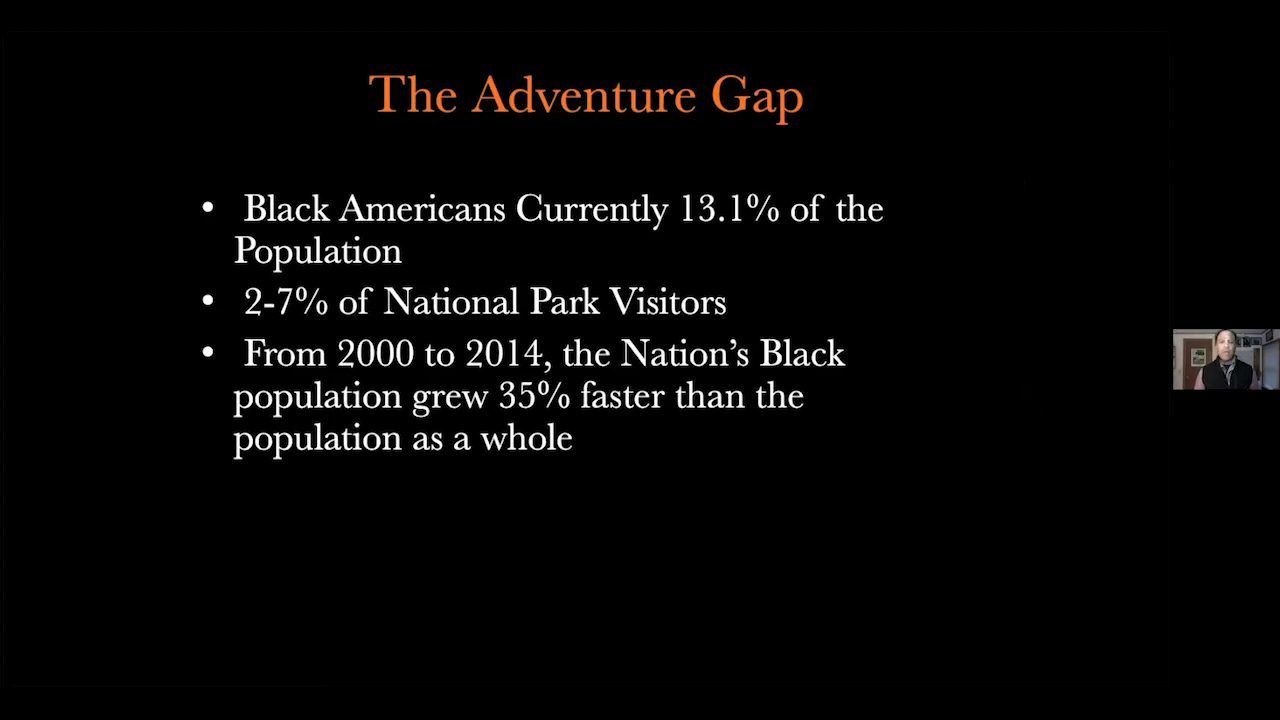 The Adventure Gap
• Black Americans Currently 13.1% of the
Population
• 2-7% of National Park Visitors
• From 2000 to 2014, the Nation’s Black
population grew 35% faster than the
population as a whole